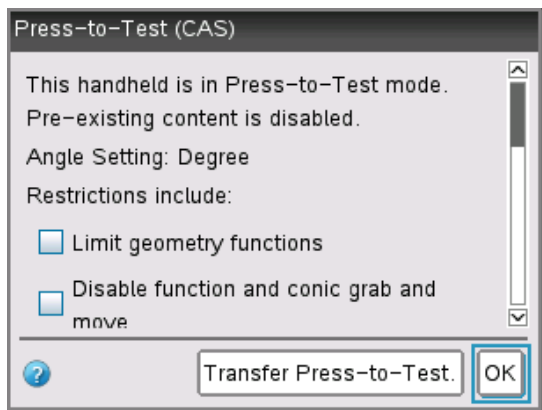 Press-to-Test (CAS)
This handheld is in Press-to-Test mode.
Pre-existing content is disabled.
Angle Setting: Degree
Restrictions include:
Limit geometry functions
Disable function and conic grab and
move
?
Transfer Press-to-Test.
OK